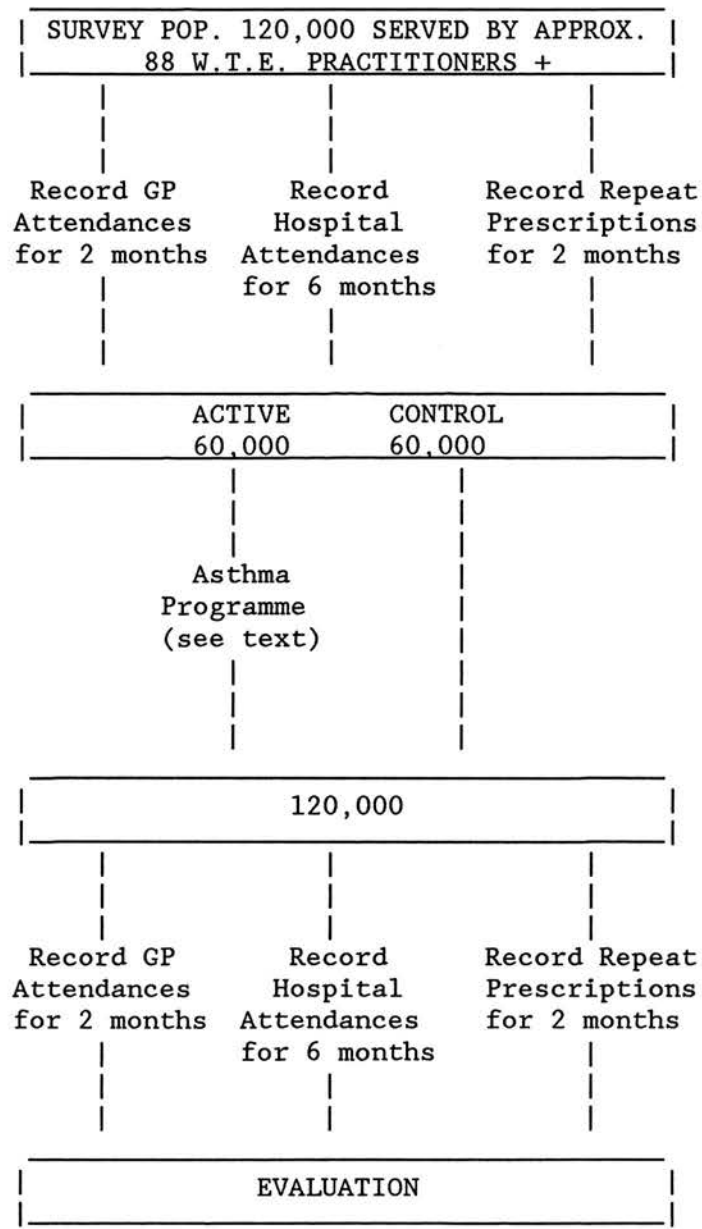 SURVEY POP. 120,000 SERVED BY APPROX.
88 W.T.E. PRACTITIONERS +
Record GP Attendances for 2 months
Record Hospital Attendances for 6 months
Record Repeat Prescriptions for 2 months
ACTIVE CONTROL
60,000 60,000
Asthma
Programme
(see text)
120,000
Record GP Attendances for 2 months
Record Hospital Attendances for 6 months
Record Repeat Prescriptions for 2 months
EVALUATION